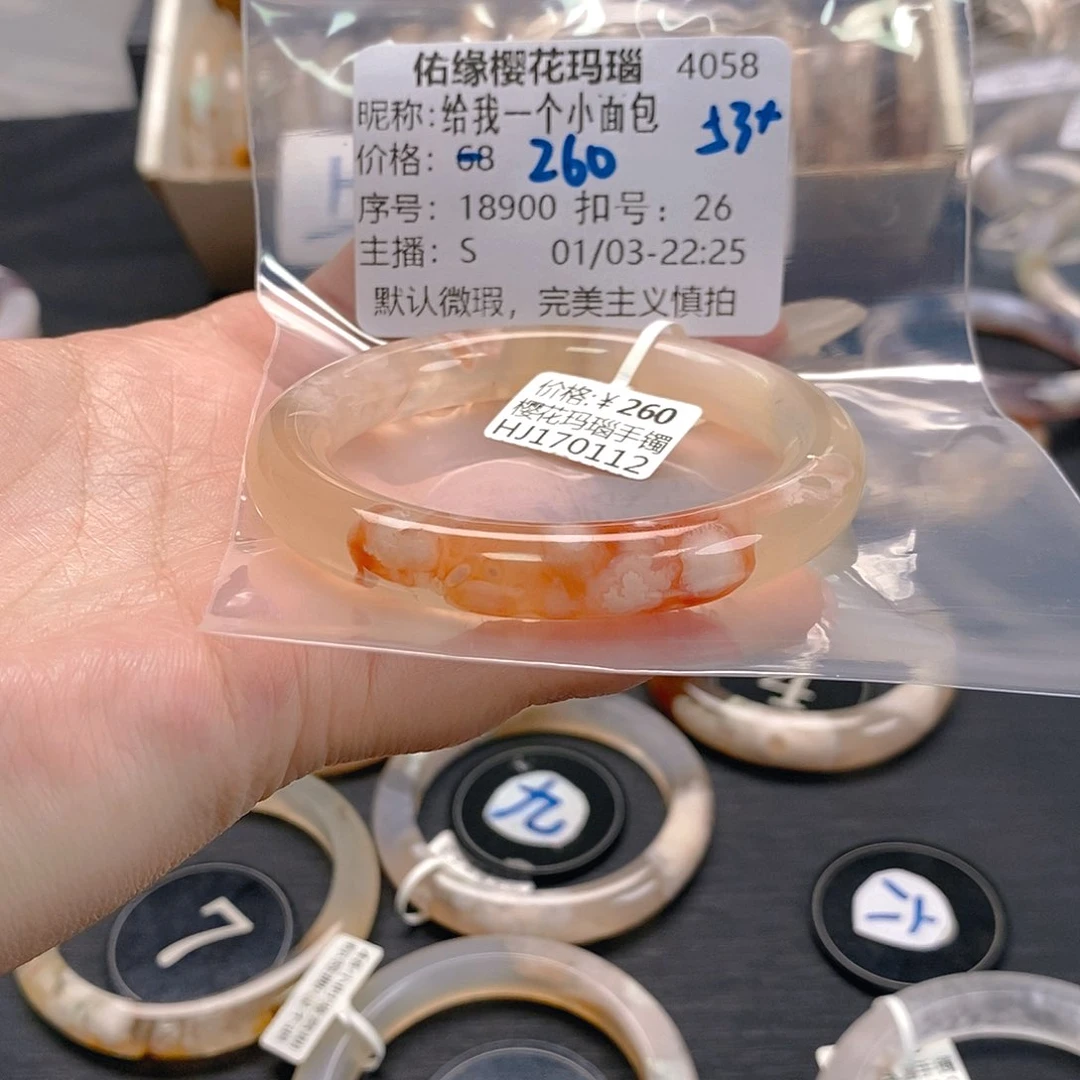 佑缘樱花玛瑙 4058
昵称:给我一个小面包
53+
价格: 68 260
序号: 18900 扣号: 26
主播: S 01/03-22:25
默认微瑕，完美主义慎拍
价格:¥260
樱花玛瑙手镯
HJ170112
九
7
六